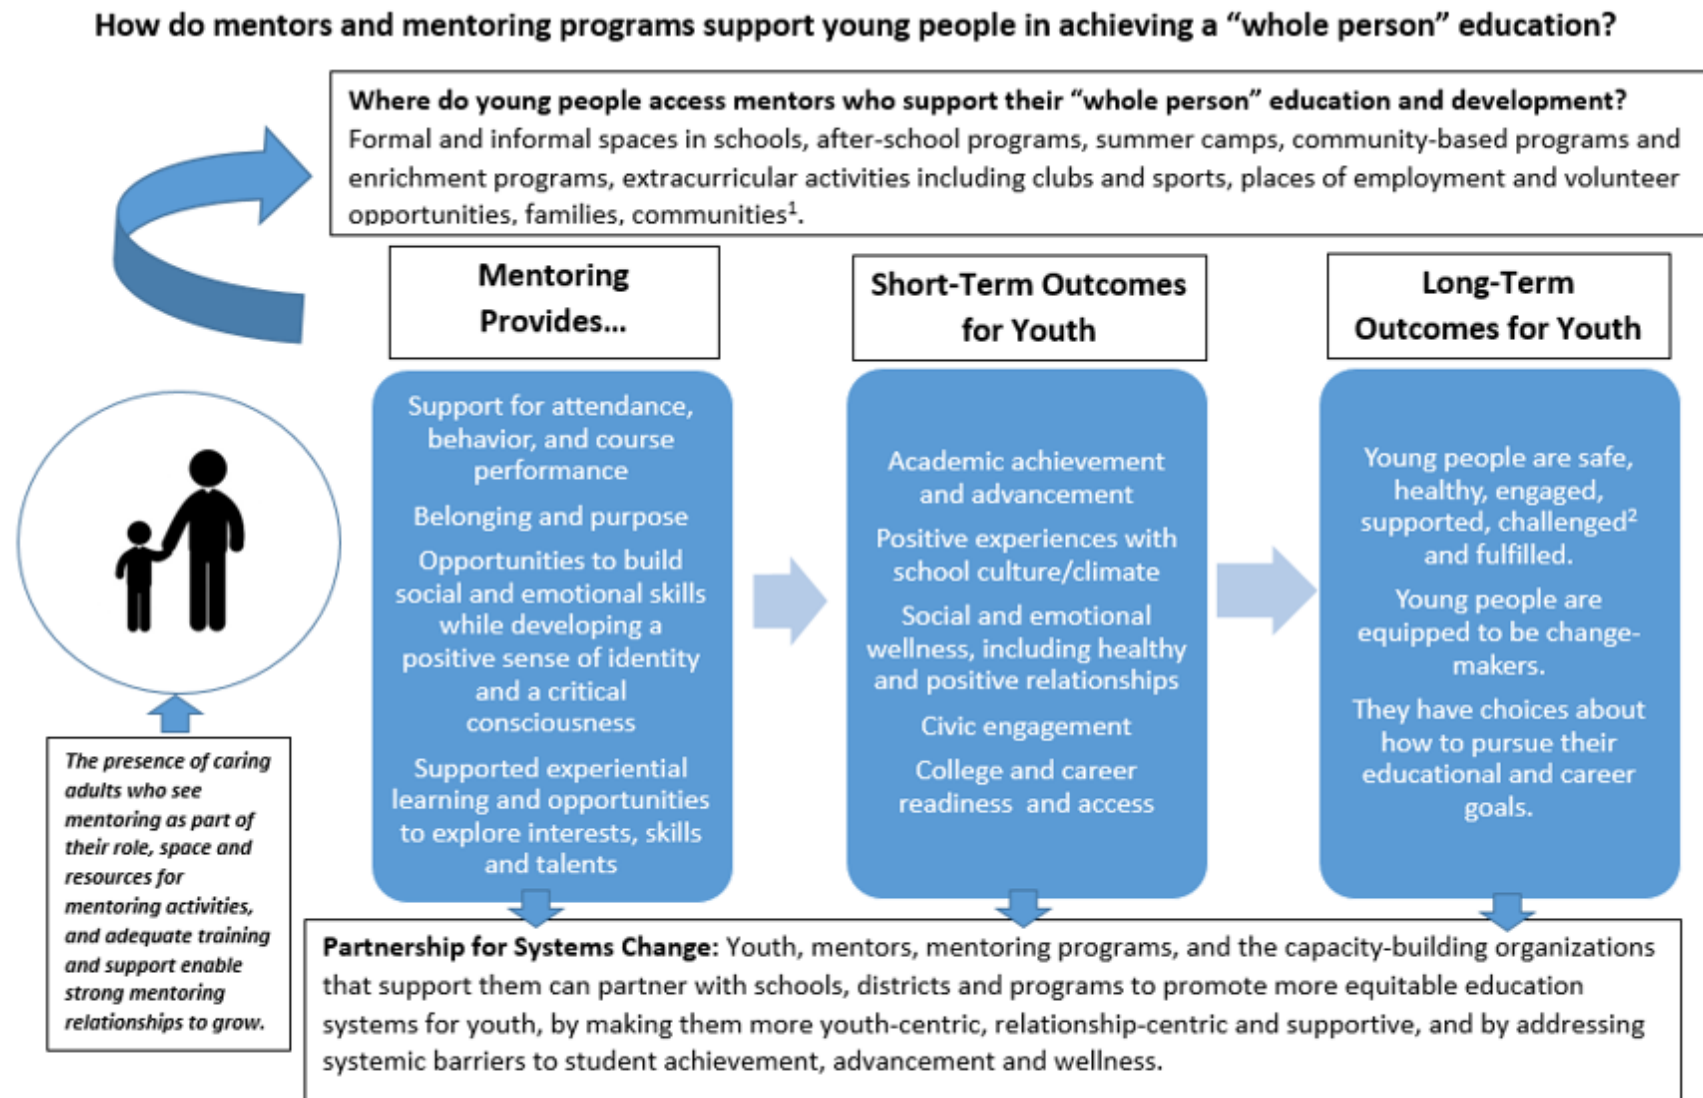 How do mentors and mentoring programs support young people in achieving a “whole person” education?
Where do young people access mentors who support their “whole person” education and development?
Formal and informal spaces in schools, after-school programs, summer camps, community-based programs and
enrichment programs, extracurricular activities including clubs and sports, places of employment and volunteer
opportunities, families, communities¹.
Mentoring
Provides...
Support for attendance,
behavior, and course
performance
Belonging and purpose
Opportunities to build
social and emotional skills
while developing a
positive sense of identity
and a critical
consciousness
Supported experiential
learning and opportunities
to explore interests, skills
and talents
Short-Term Outcomes
for Youth
Academic achievement
and advancement
Positive experiences with
school culture/climate
Social and emotional
wellness, including healthy
and positive relationships
Civic engagement
College and career
readiness and access
Long-Term
Outcomes for Youth
Young people are safe,
healthy, engaged,
supported, challenged²
and fulfilled.
Young people are
equipped to be change-
makers.
They have choices about
how to pursue their
educational and career
goals.
The presence of caring
adults who see
mentoring as part of
their role, space and
resources for
mentoring activities,
and adequate training
and support enable
strong mentoring
relationships to grow.
Partnership for Systems Change: Youth, mentors, mentoring programs, and the capacity-building organizations
that support them can partner with schools, districts and programs to promote more equitable education
systems for youth, by making them more youth-centric, relationship-centric and supportive, and by addressing
systemic barriers to student achievement, advancement and wellness.